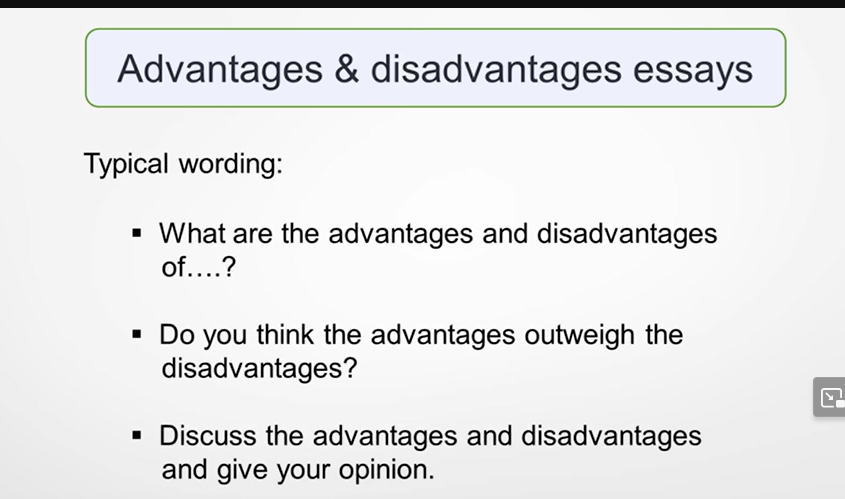 Advantages & disadvantages essays
Typical wording:
▪ What are the advantages and disadvantages
of....?
▪ Do you think the advantages outweigh the
disadvantages?
▪ Discuss the advantages and disadvantages
and give your opinion.